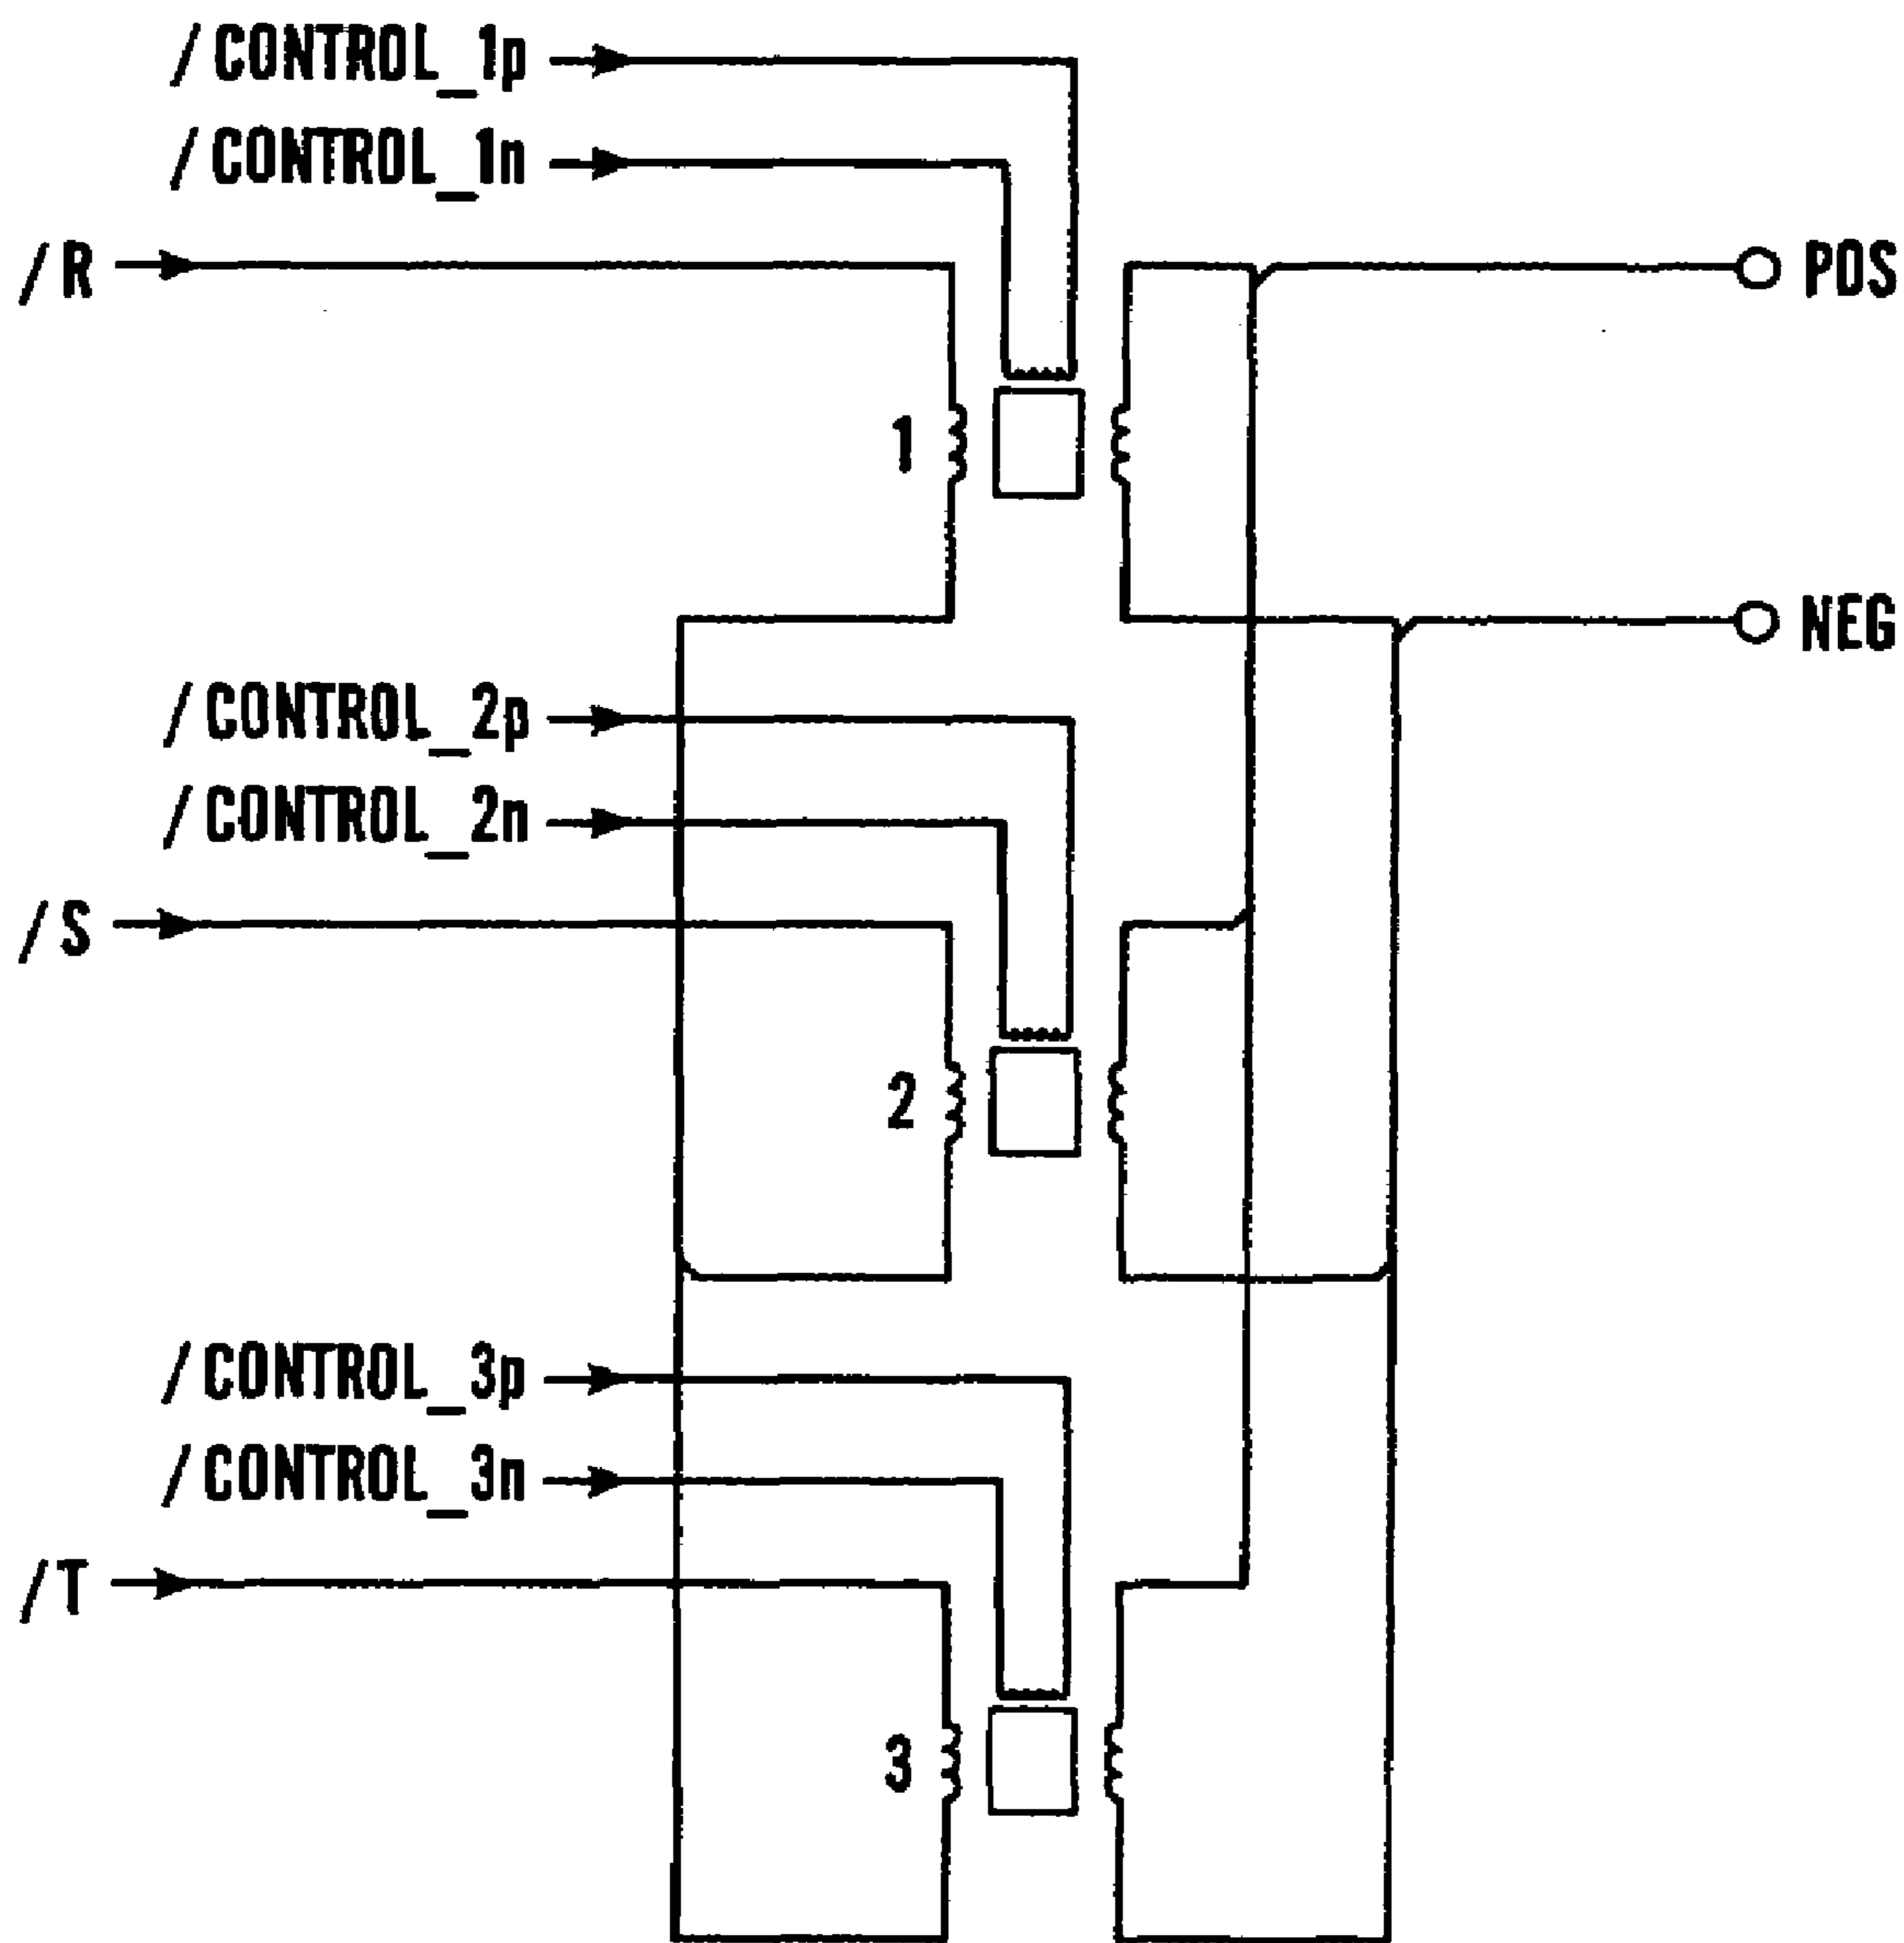 /CONTROL_1p
/CONTROL_1n
/R
POS
1
NEG
/CONTROL_2p
/CONTROL_2n
/S
2
/CONTROL_3p
/CONTROL_3n
/T
3